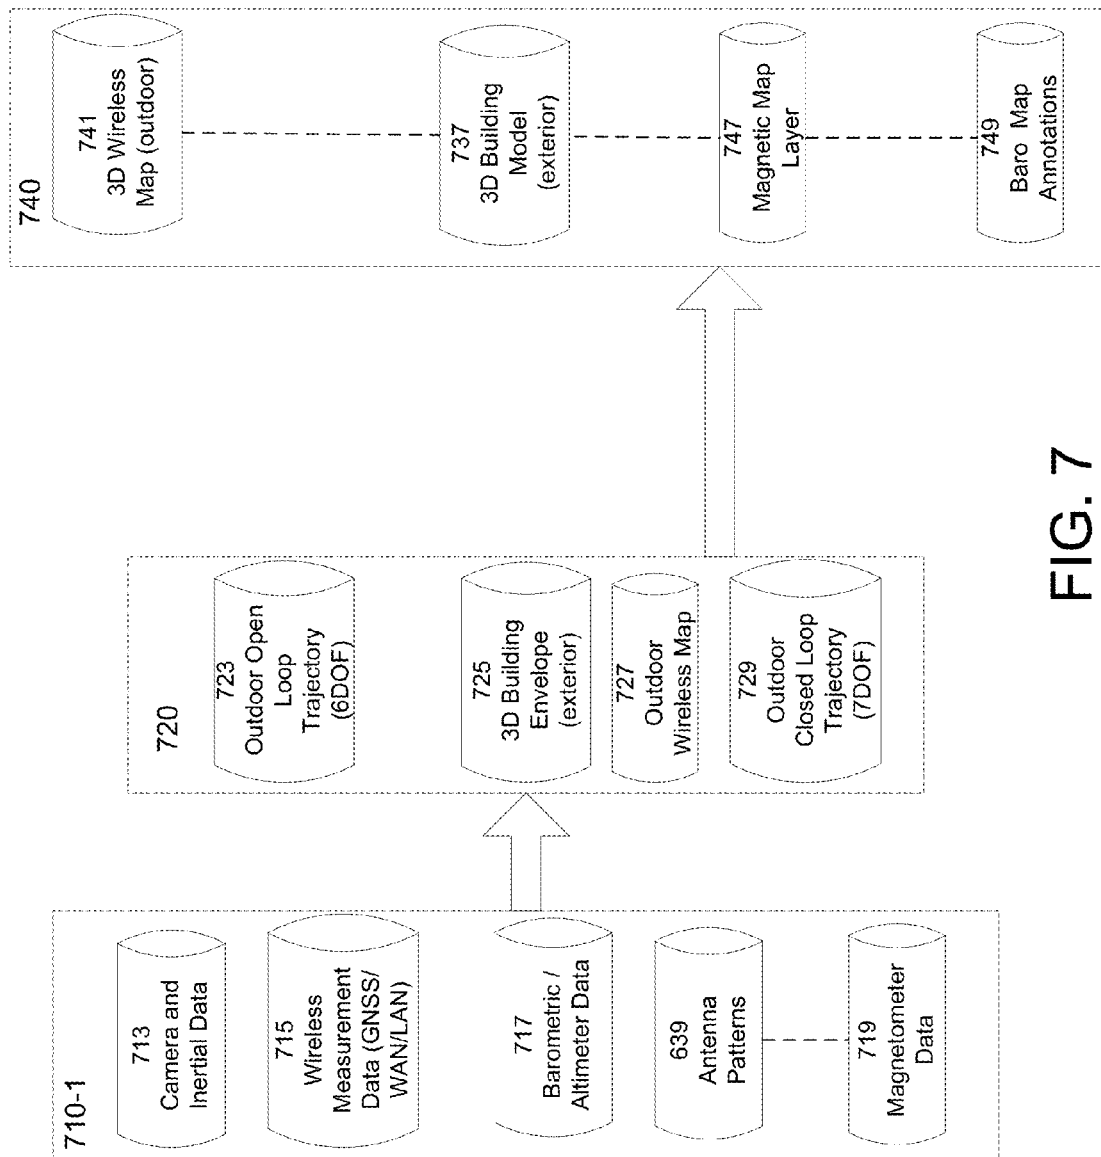 710-1
713
Camera and
Inertial Data
715
Wireless
Measurement
Data (GNSS/
WAN/LAN)
717
Barometric /
Altimeter Data
639
Antenna
Patterns
719
Magnetometer
Data
720
723
Outdoor Open
Loop
Trajectory
(6DOF)
725
3D Building
Envelope
(exterior)
727
Outdoor
Wireless Map
729
Outdoor
Closed Loop
Trajectory
(7DOF)
740
741
3D Wireless
Map (outdoor)
737
3D Building
Model
(exterior)
747
Magnetic Map
Layer
749
Baro Map
Annotations
FIG. 7